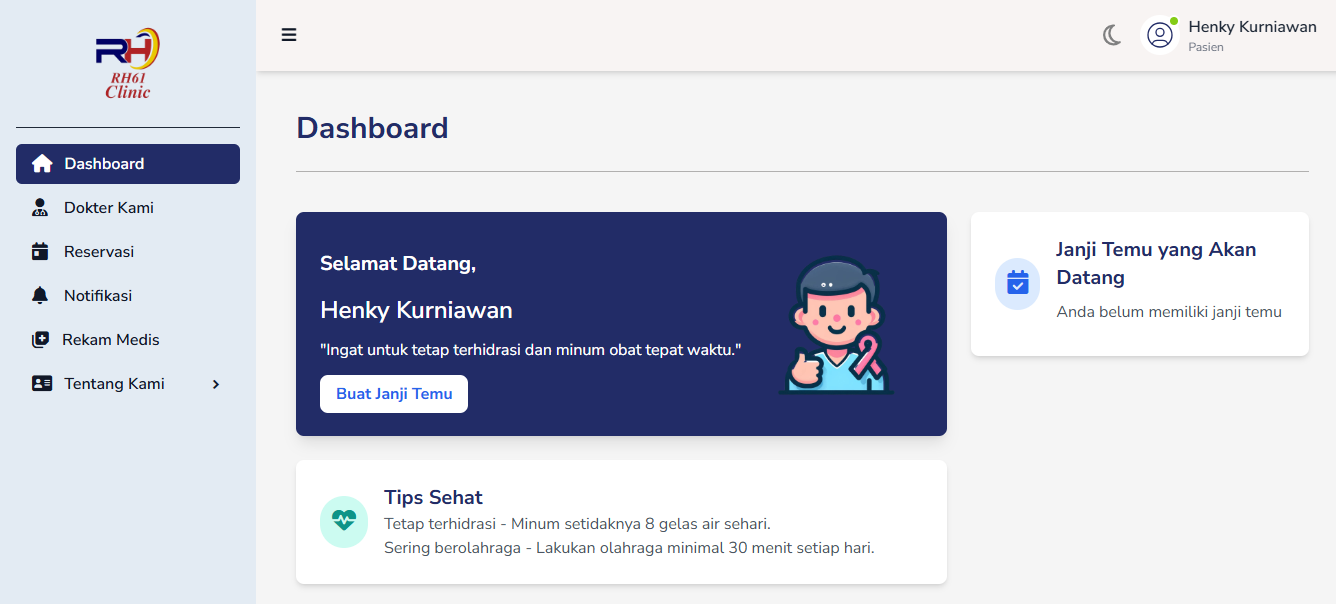 RH
RH61
Clinic
Dashboard
Dokter Kami
Reservasi
Notifikasi
Rekam Medis
Tentang Kami
Henky Kurniawan
Pasien
Dashboard
Selamat Datang,
Henky Kurniawan
"Ingat untuk tetap terhidrasi dan minum obat tepat waktu."
Buat Janji Temu
Janji Temu yang Akan
Datang
Anda belum memiliki janji temu
Tips Sehat
Tetap terhidrasi - Minum setidaknya 8 gelas air sehari.
Sering berolahraga - Lakukan olahraga minimal 30 menit setiap hari.